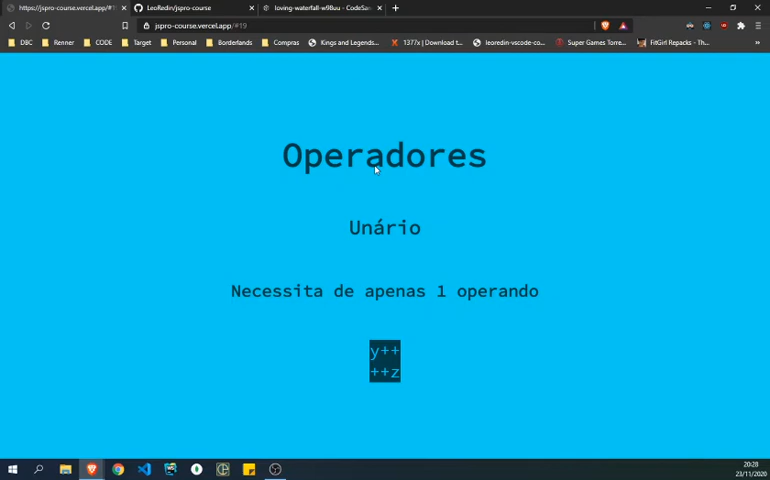 https://jspro-course.vercel.app/#19
LeoRedin/jspro-course
loving-waterfall-w98uu - CodeSan
jspro-course.vercel.app/#19
DBC
Renner
CODE
Target
Personal
Borderlands
Compras
Kings and Legends...
1377x | Download t...
leoredin-vscode-co...
Super Games Torre...
FitGirl Repacks - Th...
Operadores
Unário
Necessita de apenas 1 operando
y++
++z
20:28
23/11/2020